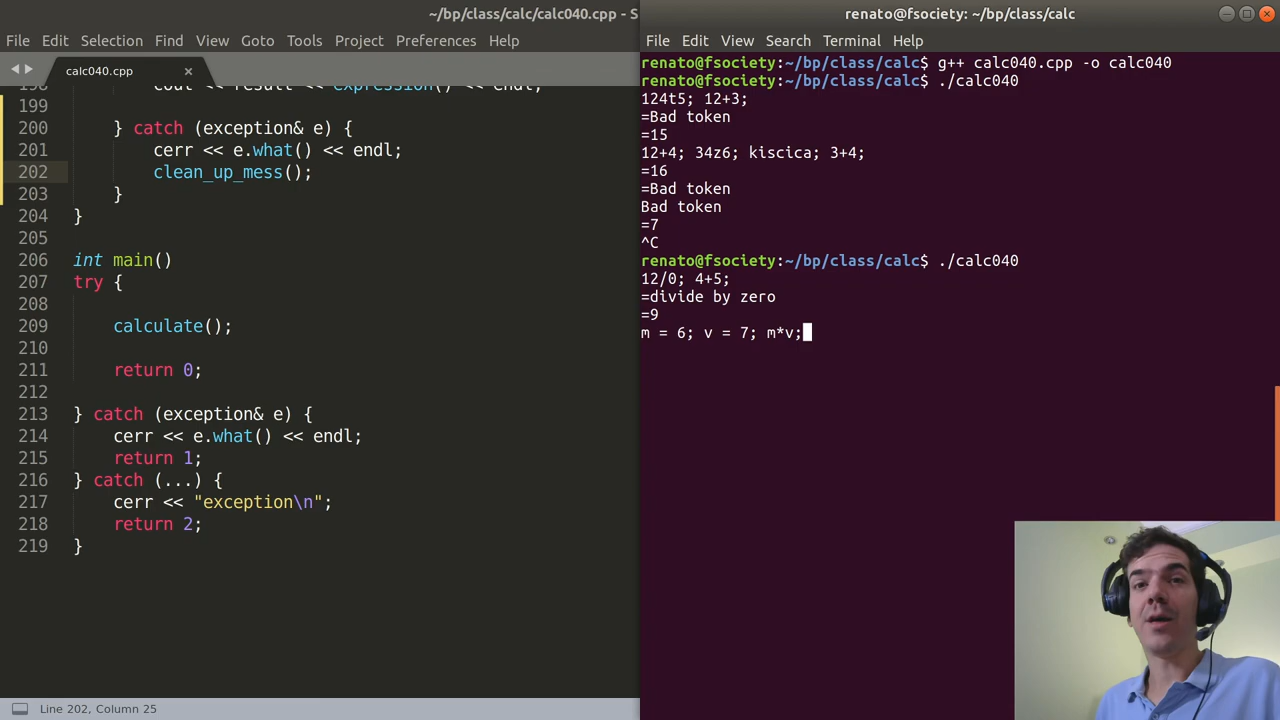 ~/bp/class/calc/calc040.cpp - S
File Edit Selection Find View Goto Tools Project Preferences Help
calc040.cpp ×
198 cout << result << expression() << endl;
199
200 } catch (exception& e) {
201 cerr << e.what() << endl;
202 clean_up_mess();
203 }
204 }
205
206 int main()
207 try {
208
209 calculate();
210
211 return 0;
212
213 } catch (exception& e) {
214 cerr << e.what() << endl;
215 return 1;
216 } catch (...) {
217 cerr << "exception\n";
218 return 2;
219 }
Line 202, Column 25
renato@fsociety: ~/bp/class/calc
File Edit View Search Terminal Help
renato@fsociety:~/bp/class/calc$ g++ calc040.cpp -o calc040
renato@fsociety:~/bp/class/calc$ ./calc040
124t5; 12+3;
=Bad token
=15
12+4; 34z6; kiscica; 3+4;
=16
=Bad token
Bad token
=7
^C
renato@fsociety:~/bp/class/calc$ ./calc040
12/0; 4+5;
=divide by zero
=9
m = 6; v = 7; m*v;